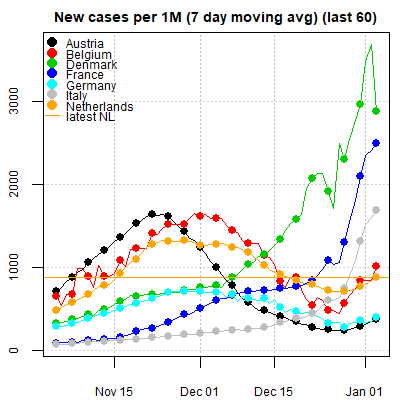 New cases per 1M (7 day moving avg) (last 60)
Austria
Belgium
Denmark
France
Germany
Italy
Netherlands
latest NL
3000
2000
1000
0
Nov 15
Dec 01
Dec 15
Jan 01